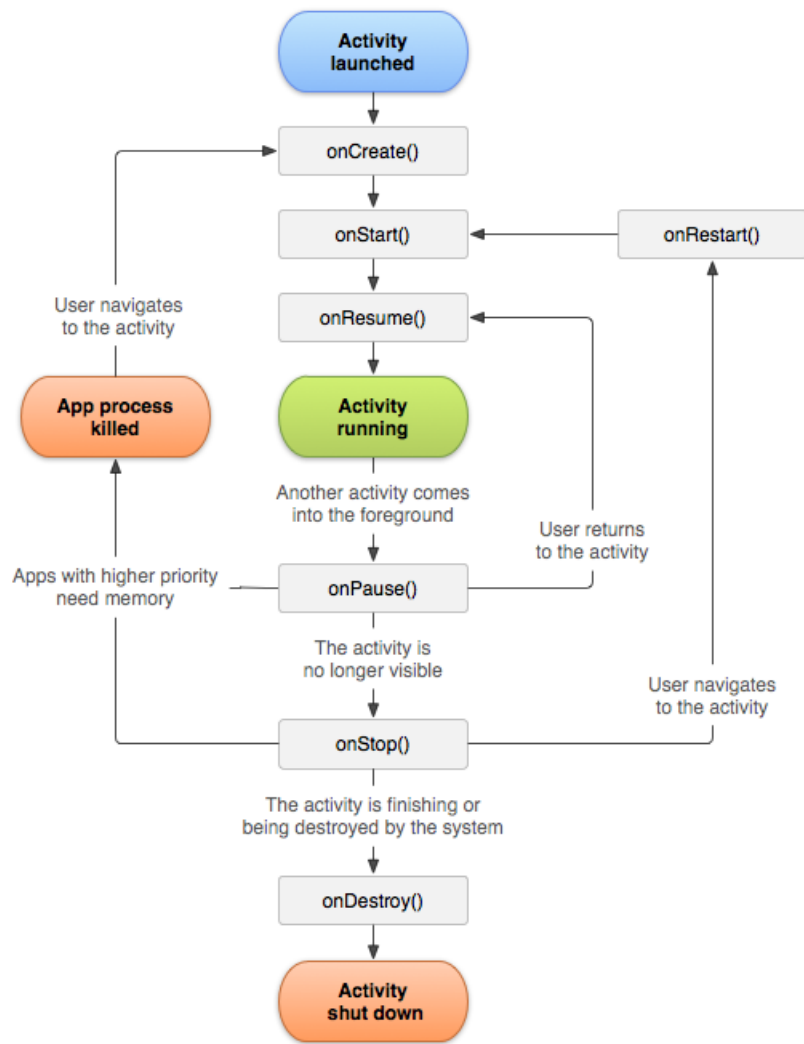 Activity
launched
onCreate()
onStart()
onRestart()
User navigates
to the activity
onResume()
App process
killed
Activity
running
Another activity comes
into the foreground
User returns
to the activity
Apps with higher priority
need memory
onPause()
The activity is
no longer visible
User navigates
to the activity
onStop()
The activity is finishing or
being destroyed by the system
onDestroy()
Activity
shut down